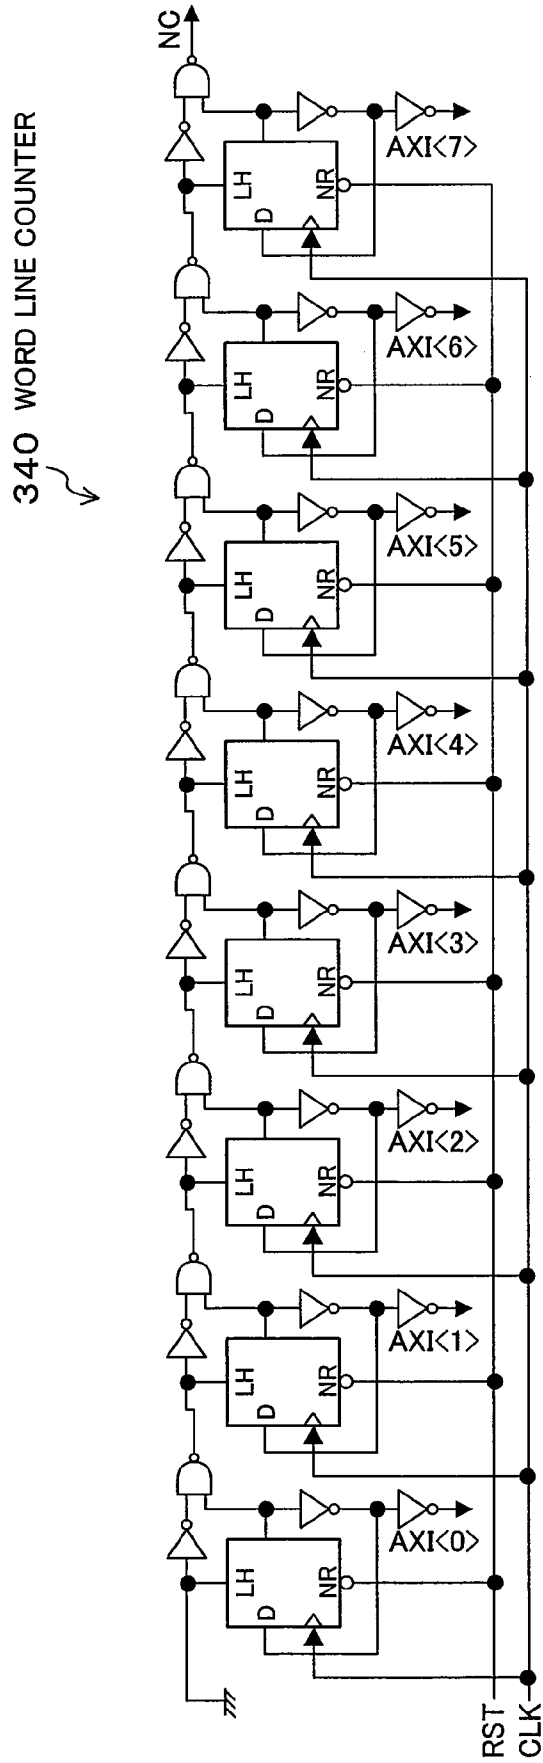 340 WORD LINE COUNTER
NC
LH
D
NR
AXI<7>
LH
D
NR
AXI<6>
LH
D
NR
AXI<5>
LH
D
NR
AXI<4>
LH
D
NR
AXI<3>
LH
D
NR
AXI<2>
LH
D
NR
AXI<1>
LH
D
NR
AXI<0>
RST
CLK